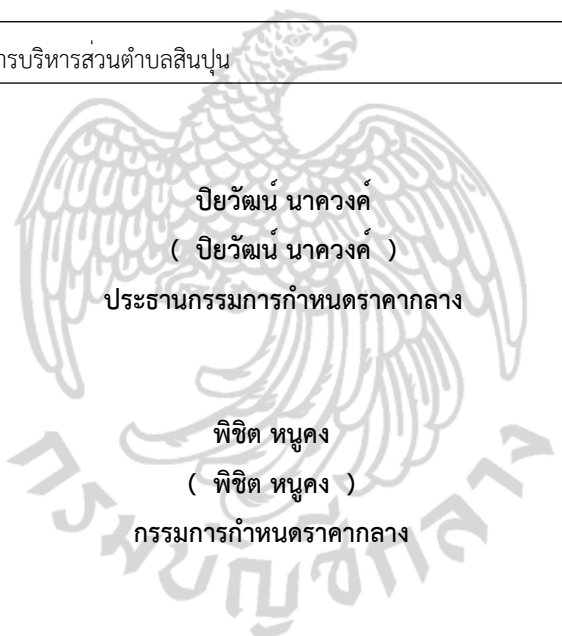 ารบริหารส่วนตำบลสินปุน
ปิยวัฒน์ นาควงค์
( ปิยวัฒน์ นาควงค์ )
ประธานกรรมการกำหนดราคากลาง
พิชิต หนูคง
( พิชิต หนูคง )
กรรมการกำหนดราคากลาง
กรมบัญชีกลาง